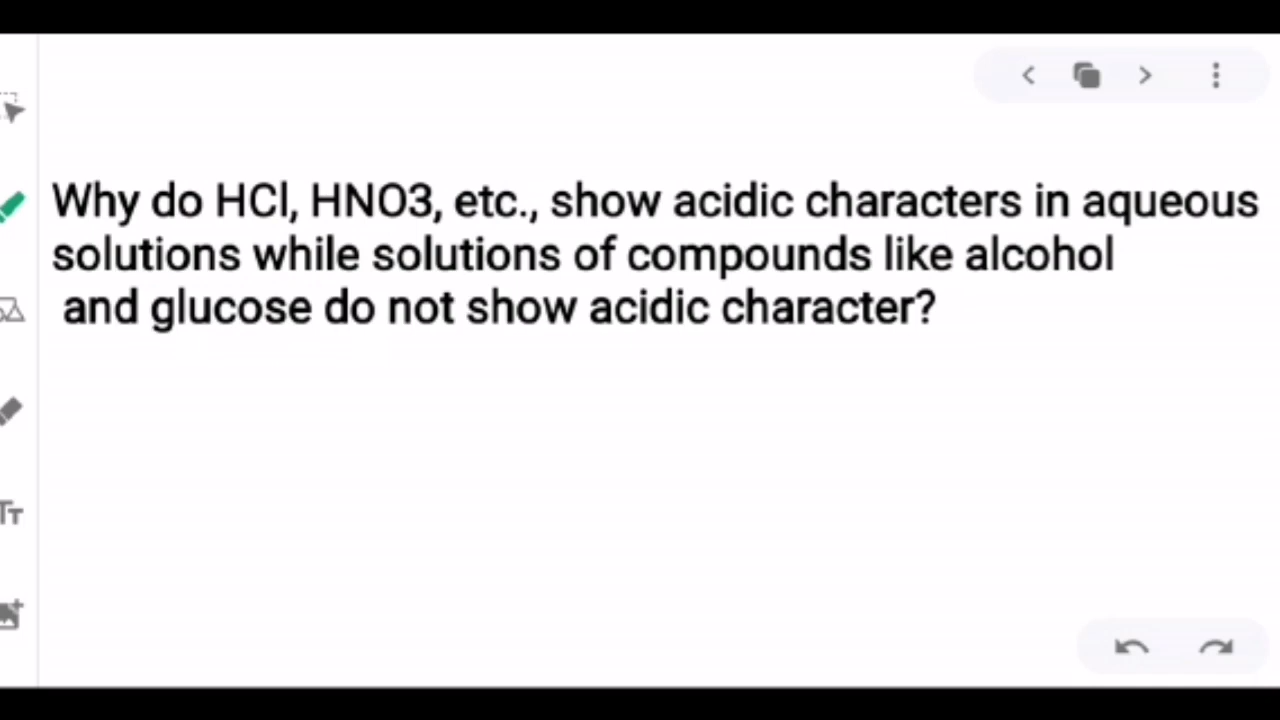 Why do HCl, HNO3, etc., show acidic characters in aqueous
solutions while solutions of compounds like alcohol
and glucose do not show acidic character?